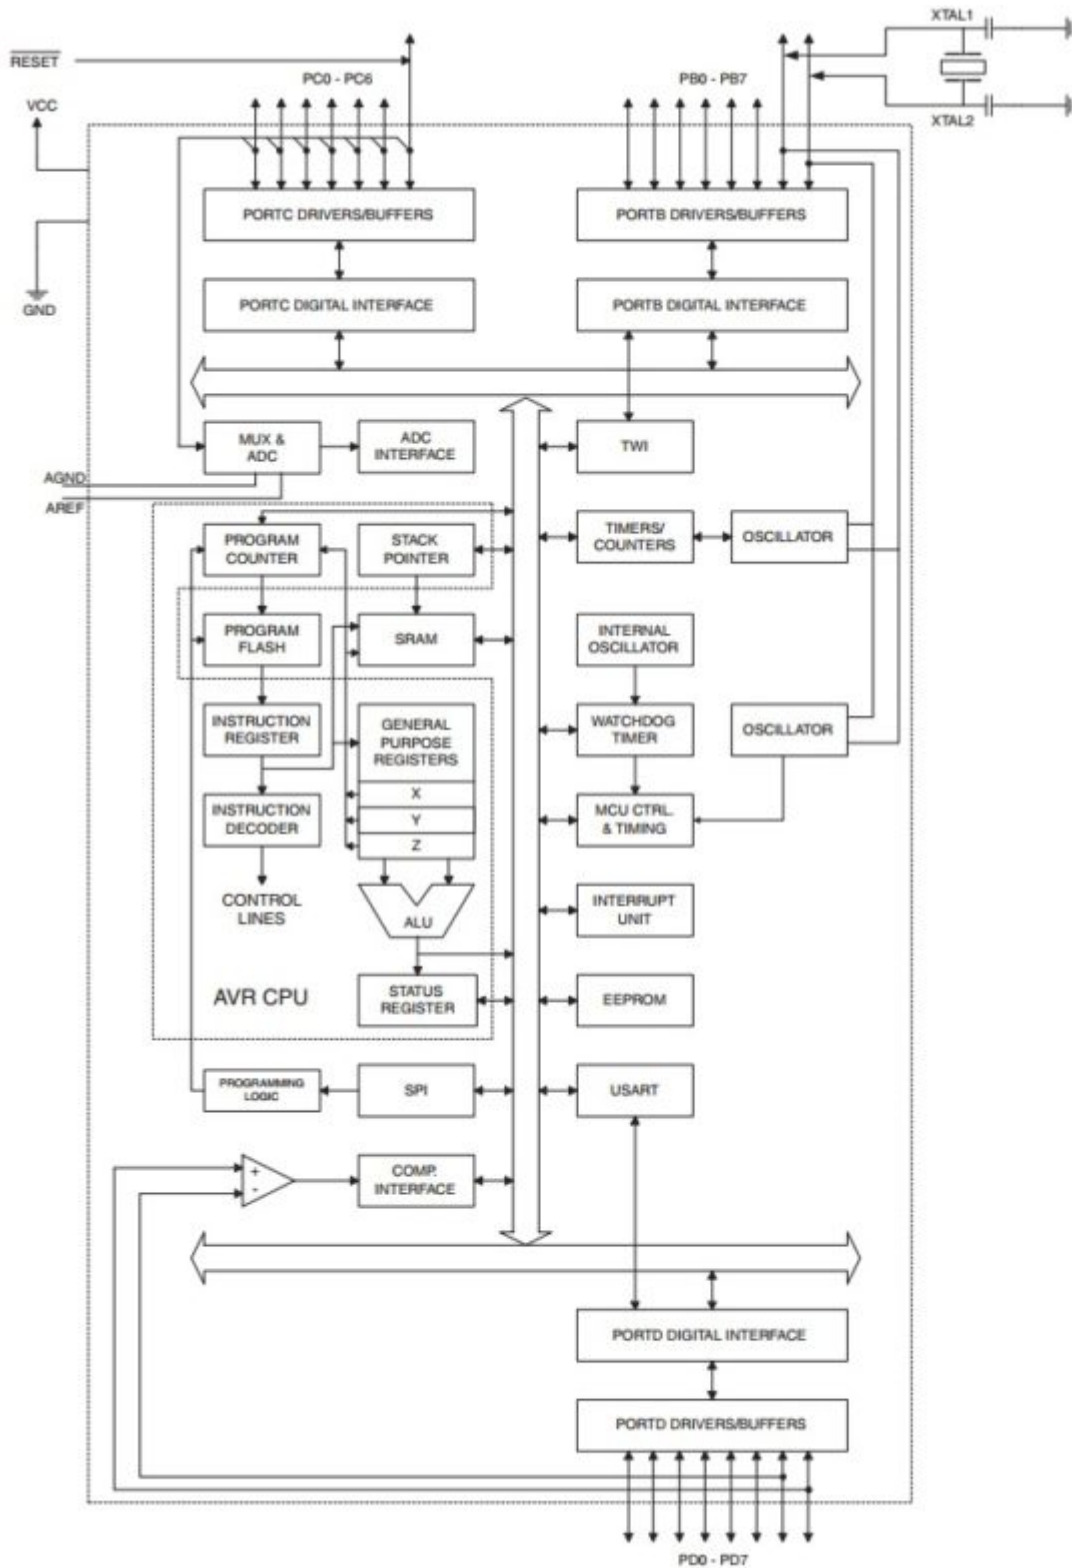 XTAL1
RESET
PC0 - PC6
PB0 - PB7
VCC
XTAL2
PORTC DRIVERS/BUFFERS
PORTB DRIVERS/BUFFERS
PORTC DIGITAL INTERFACE
PORTB DIGITAL INTERFACE
GND
MUX &
ADC
ADC
INTERFACE
TWI
AGND
AREF
PROGRAM
COUNTER
STACK
POINTER
TIMERS/
COUNTERS
OSCILLATOR
PROGRAM
FLASH
SRAM
INTERNAL
OSCILLATOR
INSTRUCTION
REGISTER
GENERAL
PURPOSE
REGISTERS
WATCHDOG
TIMER
OSCILLATOR
X
Y
Z
INSTRUCTION
DECODER
MCU CTRL.
& TIMING
CONTROL
LINES
ALU
INTERRUPT
UNIT
AVR CPU
STATUS
REGISTER
EEPROM
PROGRAMMING
LOGIC
SPI
USART
+
-
COMP.
INTERFACE
PORTD DIGITAL INTERFACE
PORTD DRIVERS/BUFFERS
PD0 - PD7